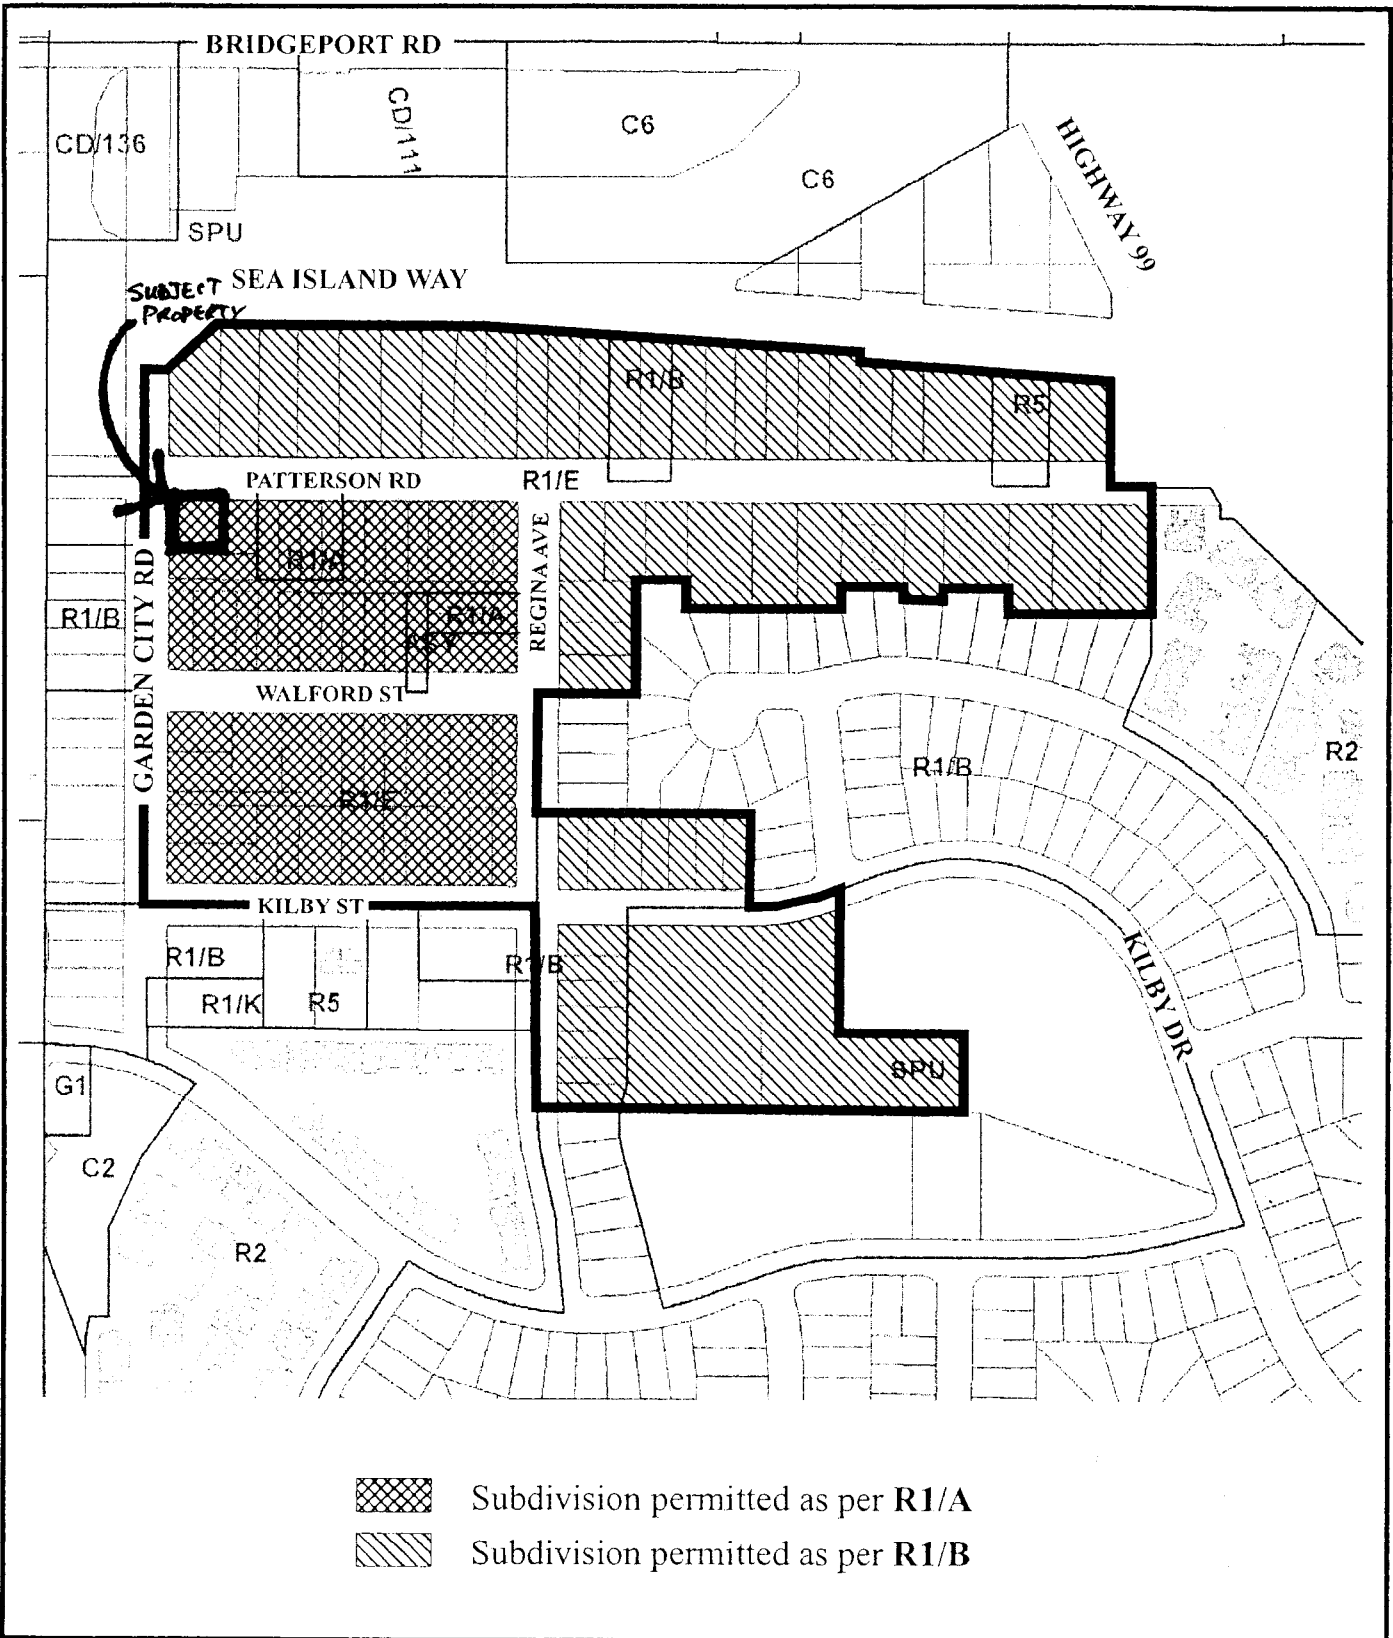 BRIDGEPORT RD
CD/136
CD/111
C6
C6
HIGHWAY 99
SPU
SEA ISLAND WAY
SUBJECT
PROPERTY
R1/B
R5
PATTERSON RD
R1/E
R1/A
REGINA AVE
R1/B
R1/A
GARDEN CITY RD
WALFORD ST
R2
R1/B
R1/E
KILBY ST
R1/B
R1/B
KILBY DR
R1/K
R5
SPU
G1
C2
R2
Subdivision permitted as per R1/A
Subdivision permitted as per R1/B